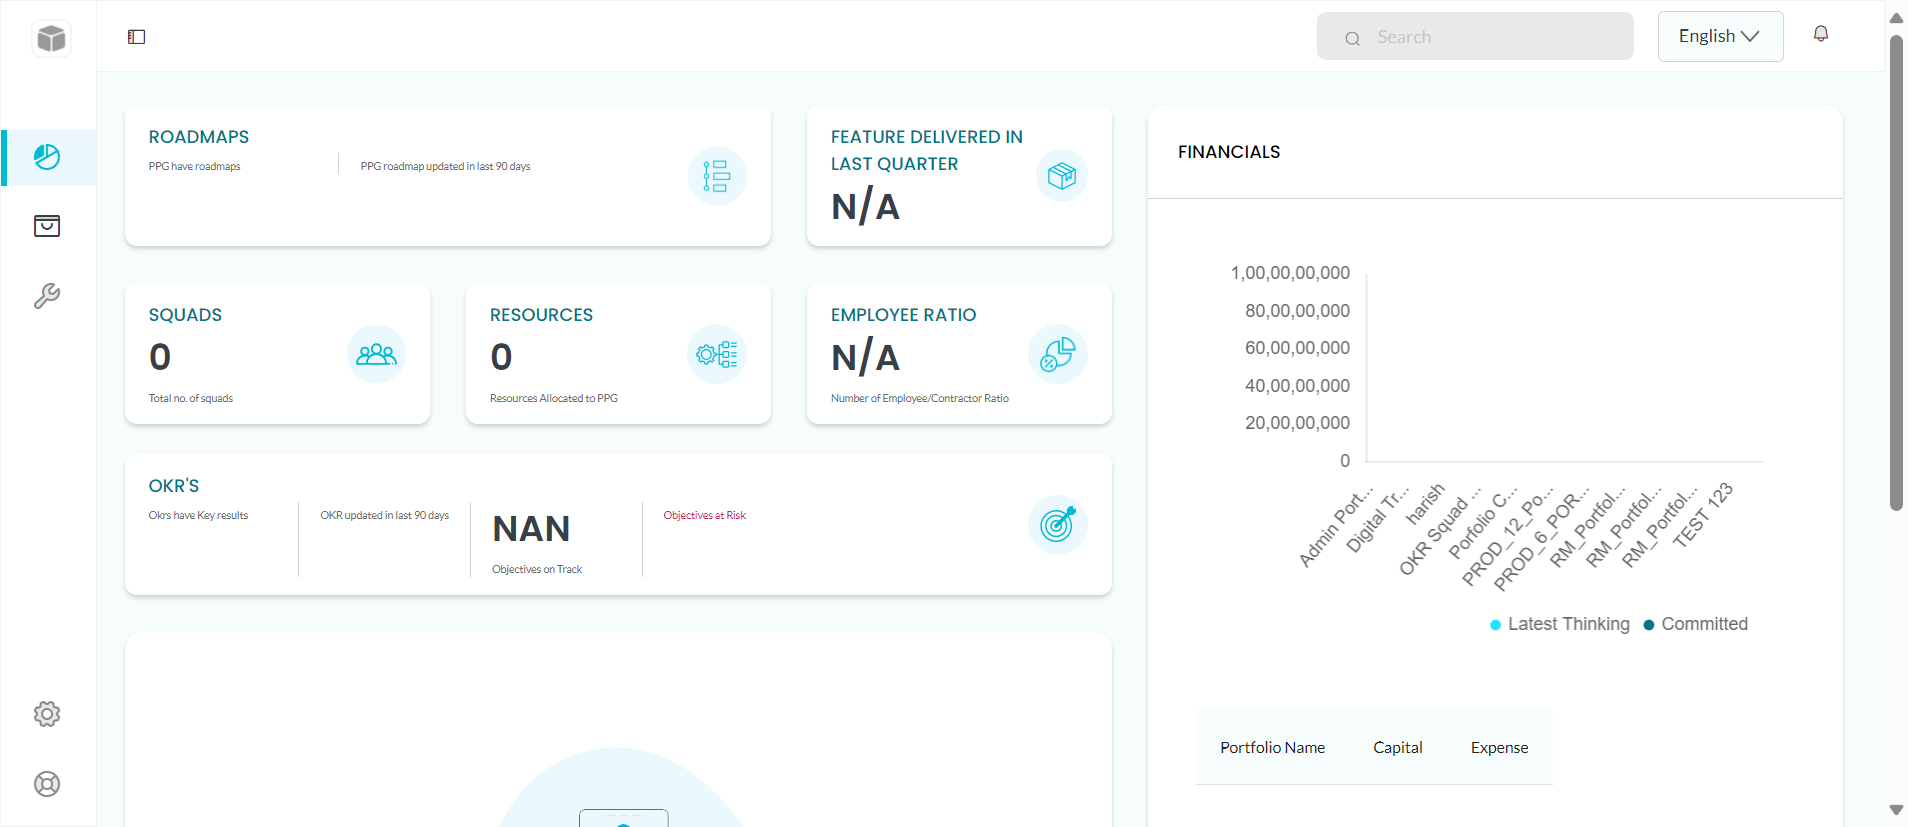 Search
English
ROADMAPS
PPG have roadmaps
PPG roadmap updated in last 90 days
FEATURE DELIVERED IN
LAST QUARTER
N/A
SQUADS
0
Total no. of squads
RESOURCES
0
Resources Allocated to PPG
EMPLOYEE RATIO
N/A
Number of Employee/Contractor Ratio
OKR'S
Okrs have Key results
OKR updated in last 90 days
NAN
Objectives on Track
Objectives at Risk
FINANCIALS
1,00,00,00,000
80,00,00,000
60,00,00,000
40,00,00,000
20,00,00,000
0
Admin Port...
Digital Tr...
harish
OKR Squad ...
Porfolio C...
PROD_12_Po...
PROD_6_POR...
RM_Portfol...
RM_Portfol...
RM_Portfol...
TEST 123
Latest Thinking
Committed
Portfolio Name Capital Expense